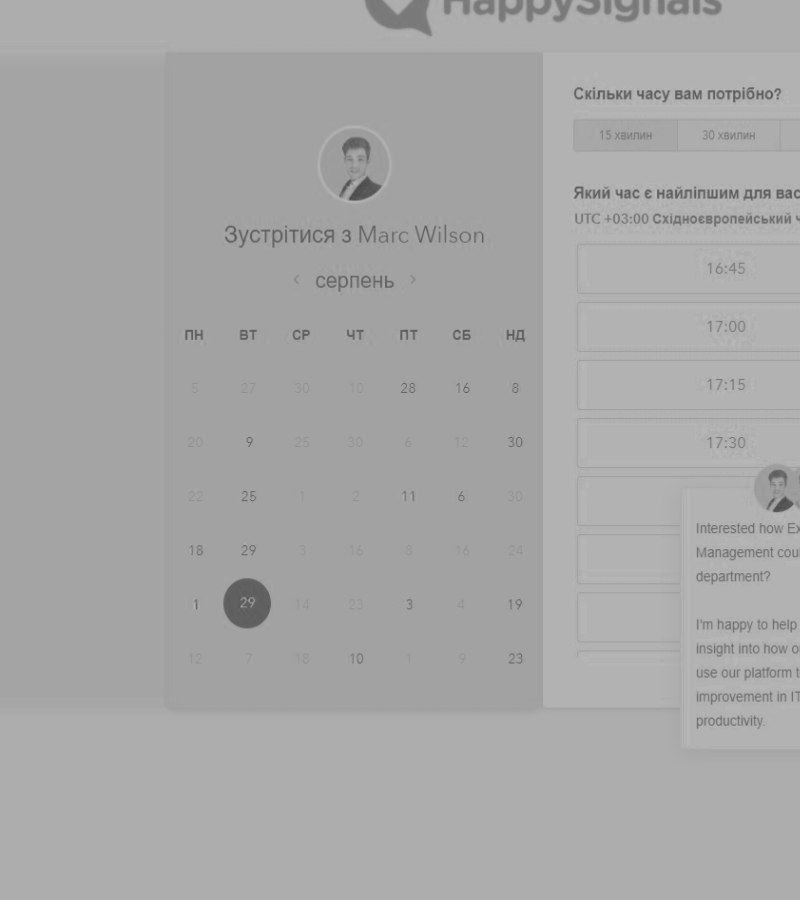 HappySignals
Зустрітися з Marc Wilson
серпень
ПН ВТ СР ЧТ ПТ СБ НД
5 27 30 10 28 16 8
20 9 25 30 6 12 30
22 25 1 2 11 6 30
18 29 3 16 8 16 24
1 29 14 23 3 4 19
12 7 18 10 1 9 23
Скільки часу вам потрібно?
15 хвилин 30 хвилин
Який час є найліпшим для вас
UTC +03:00 Східноєвропейський ч
16:45
17:00
17:15
17:30
Interested how Ex
Management coul
department?
I'm happy to help
insight into how o
use our platform t
improvement in IT
productivity.